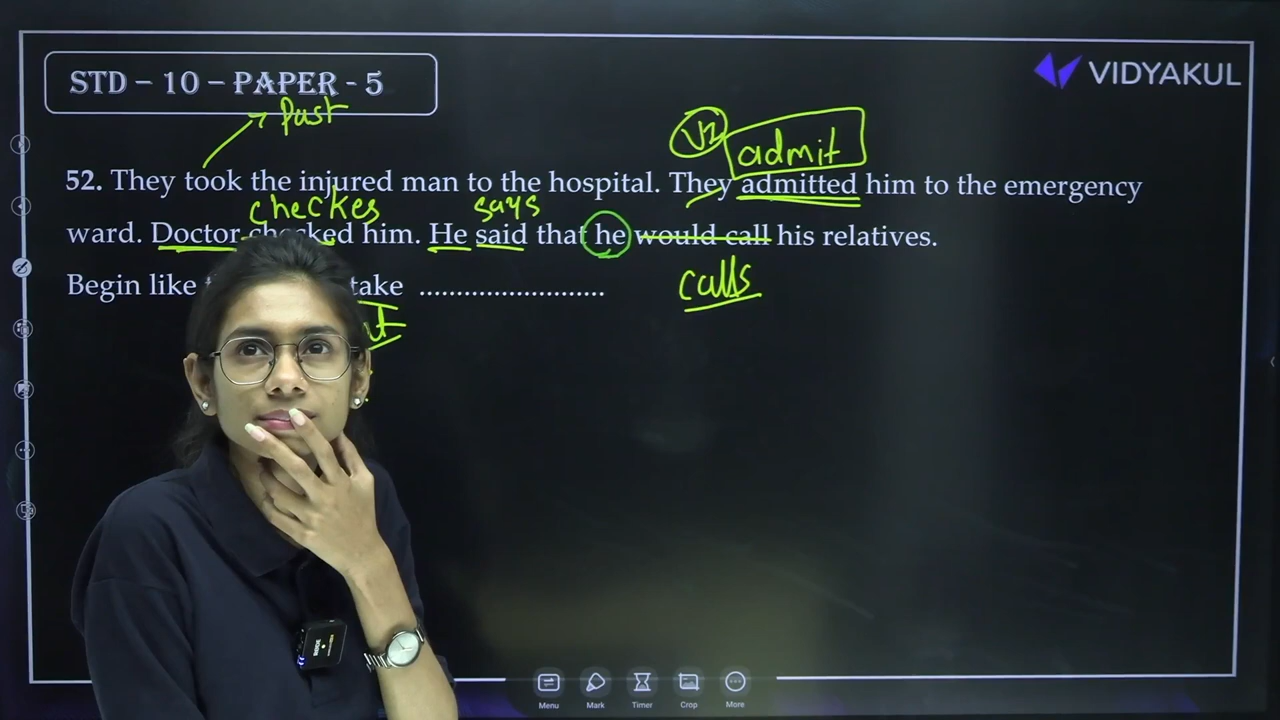 STD – 10 – PAPER - 5
VIDYAKUL
Past
V2
admit
52. They took the injured man to the hospital. They admitted him to the emergency
checkes
says
ward. Doctor checked him. He said that he would call his relatives.
Begin like take ..........................
calls
Menu
Mark
Timer
Crop
More